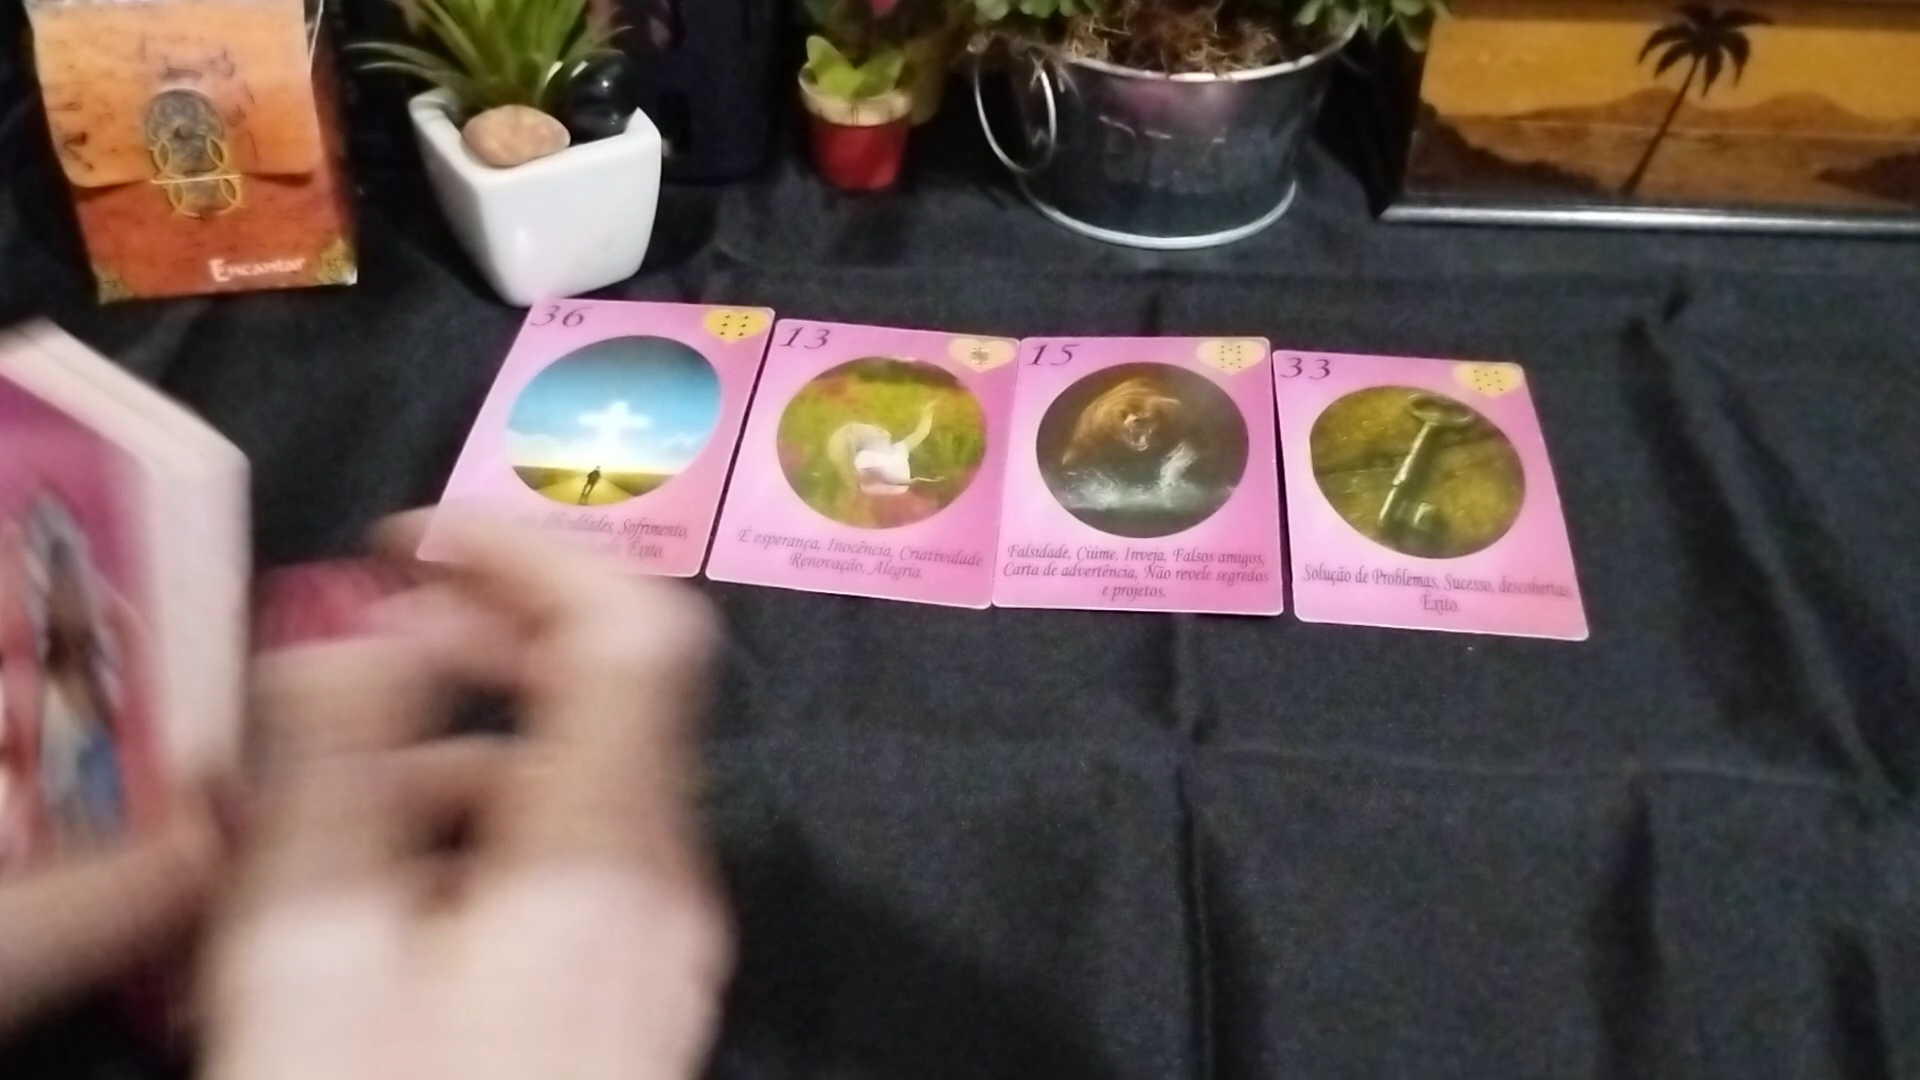 Encantar
36
Dificuldades, Sofrimento,
Êxito.
13
É esperança, Inocência, Criatividade
Renovação, Alegria.
15
Falsidade, Ciúme, Inveja, Falsos amigos,
Carta de advertência, Não revele segredos
e projetos.
33
Solução de Problemas, Sucesso, descobertas,
Êxito.